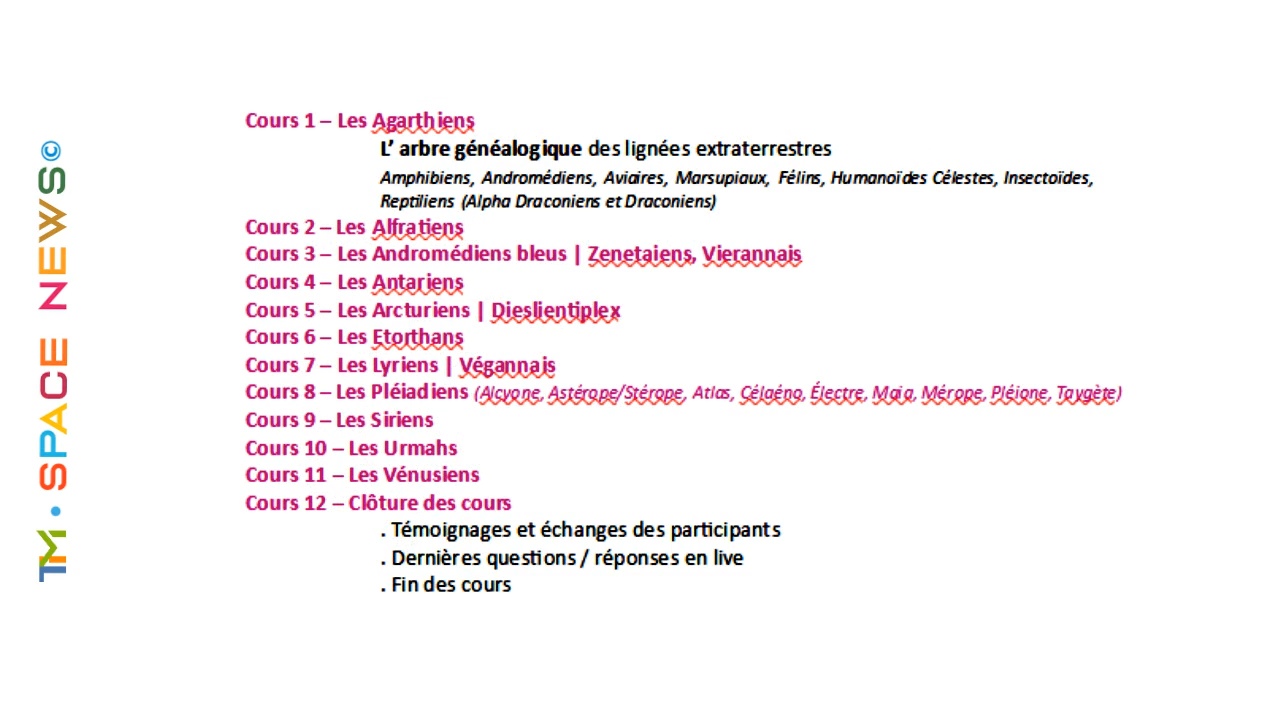 TM • SPACE NEWS©
Cours 1 – Les Agarthiens
L' arbre généalogique des lignées extraterrestres
Amphibiens, Andromédiens, Aviaires, Marsupiaux, Félins, Humanoïdes Célestes, Insectoïdes,
Reptiliens (Alpha Draconiens et Draconiens)
Cours 2 – Les Alfratiens
Cours 3 – Les Andromédiens bleus | Zenetaiens, Vierannais
Cours 4 – Les Antariens
Cours 5 – Les Arcturiens | Dieslientiplex
Cours 6 – Les Etorthans
Cours 7 – Les Lyriens | Végannais
Cours 8 – Les Pléiadiens (Alcyone, Astérope/Stérope, Atlas, Célaéno, Électre, Maïa, Mérope, Pléione, Taygète)
Cours 9 – Les Siriens
Cours 10 – Les Urmahs
Cours 11 – Les Vénusiens
Cours 12 – Clôture des cours
. Témoignages et échanges des participants
. Dernières questions / réponses en live
. Fin des cours